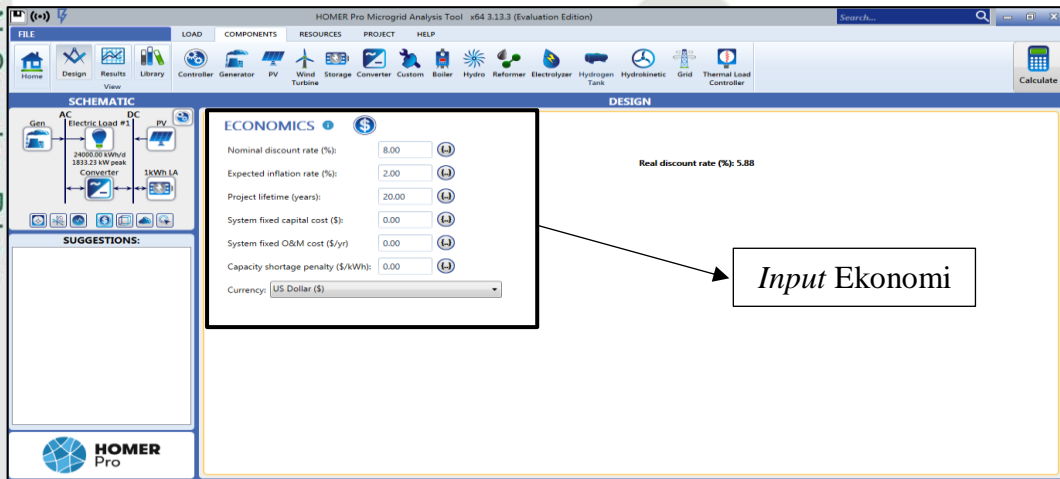 HOMER Pro Microgrid Analysis Tool x64 3.13.3 (Evaluation Edition)
Search...
FILE
LOAD COMPONENTS RESOURCES PROJECT HELP
Home
Design
Results
Library
View
Controller
Generator
PV
Wind
Turbine
Storage
Converter
Custom
Boiler
Hydro
Reformer
Electrolyzer
Hydrogen
Tank
Hydrokinetic
Grid
Thermal Load
Controller
Calculate
SCHEMATIC
DESIGN
AC
DC
Gen
Electric Load #1
PV
24000.00 kWh/d
1833.23 kW peak
Converter
1kWh LA
SUGGESTIONS:
HOMER
Pro
ECONOMICS
Nominal discount rate (%): 8.00 (..)
Expected inflation rate (%): 2.00 (..)
Project lifetime (years): 20.00 (..)
System fixed capital cost ($): 0.00 (..)
System fixed O&M cost ($/yr) 0.00 (..)
Capacity shortage penalty ($/kWh): 0.00 (..)
Currency: US Dollar ($)
Real discount rate (%): 5.88
Input Ekonomi